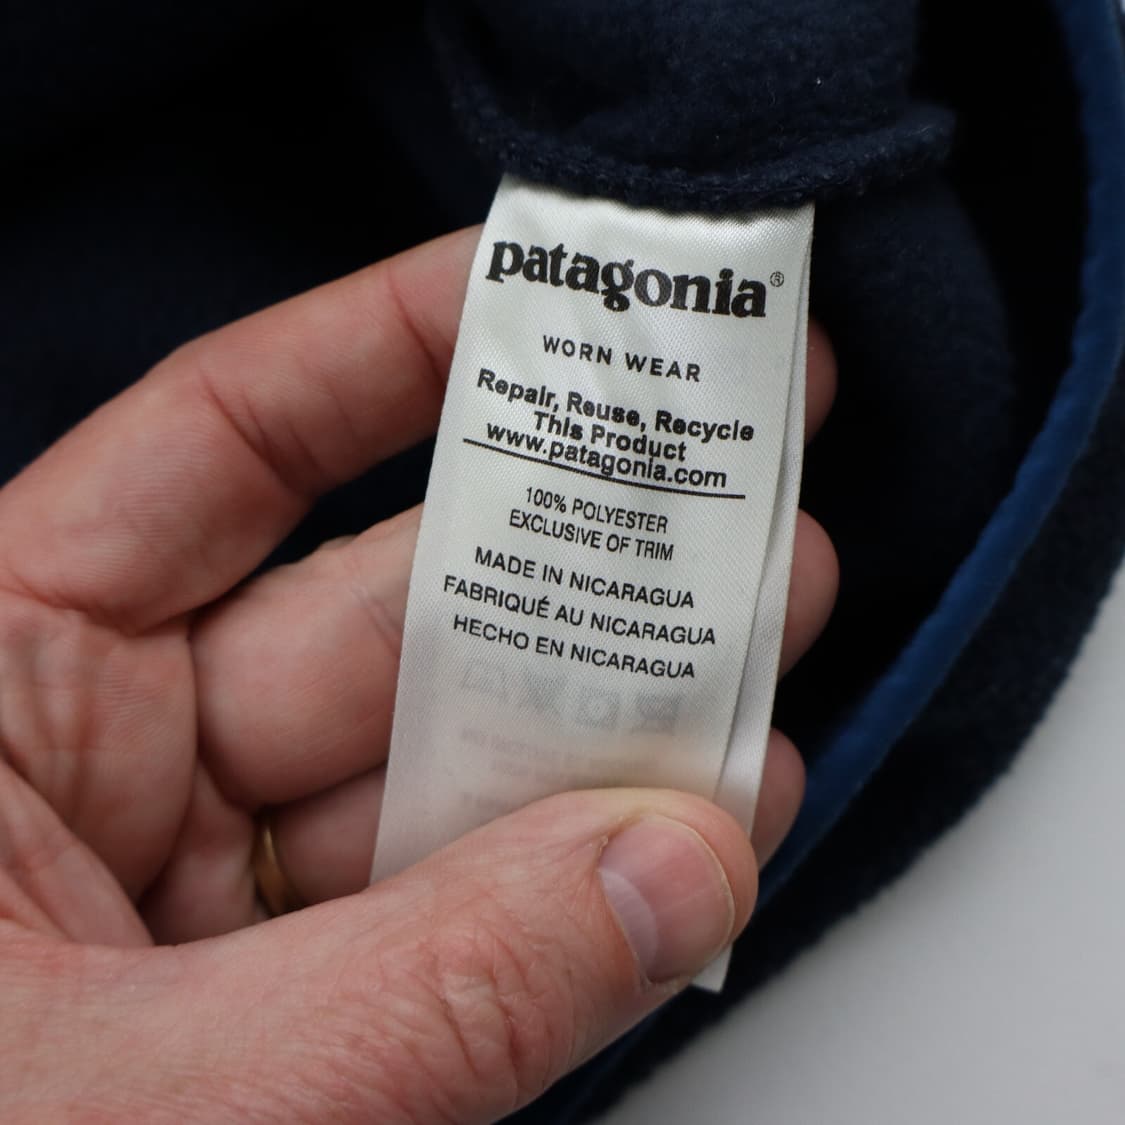 patagonia®
WORN WEAR
Repair, Reuse, Recycle
This Product
www.patagonia.com
100% POLYESTER
EXCLUSIVE OF TRIM
MADE IN NICARAGUA
FABRIQUÉ AU NICARAGUA
HECHO EN NICARAGUA